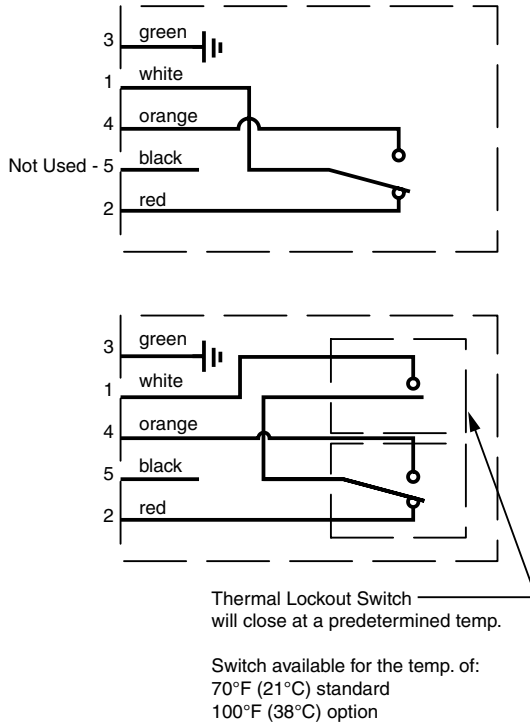 3 green
1 white
4 orange
Not Used - 5 black
2 red
3 green
1 white
4 orange
5 black
2 red
Thermal Lockout Switch
will close at a predetermined temp.
Switch available for the temp. of:
70°F (21°C) standard
100°F (38°C) option